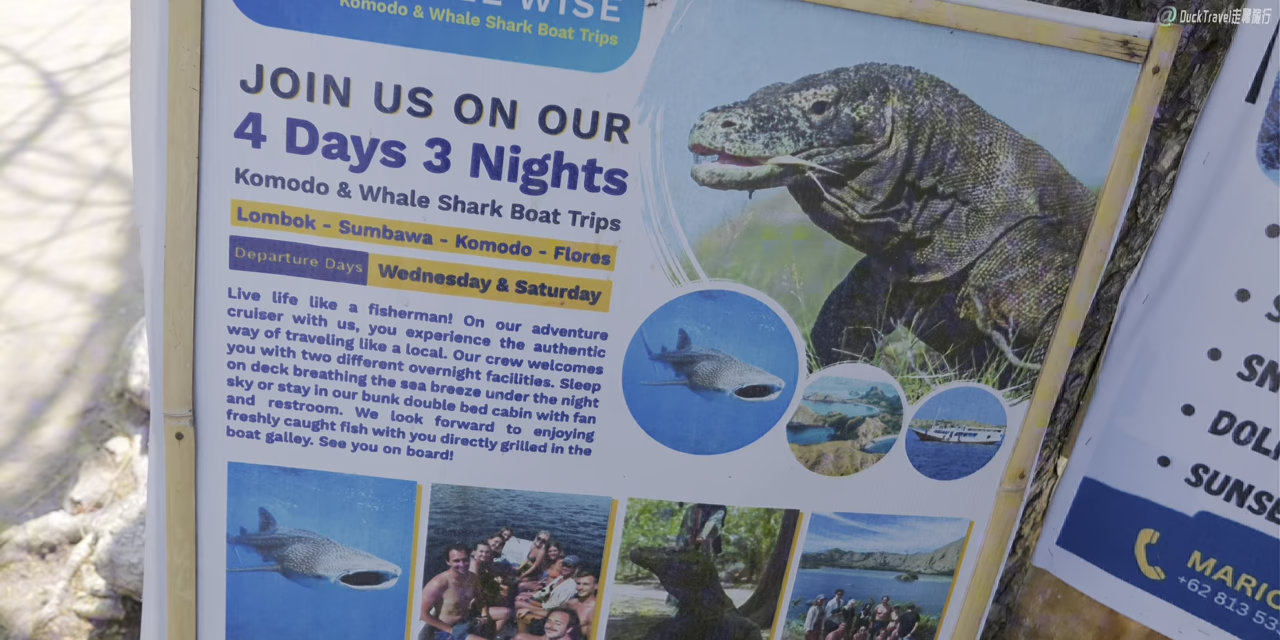 WISE
Komodo & Whale Shark Boat Trips
JOIN US ON OUR
4 Days 3 Nights
Komodo & Whale Shark Boat Trips
Lombok - Sumbawa - Komodo - Flores
Departure Days
Wednesday & Saturday
Live life like a fisherman! On our adventure
cruiser with us, you experience the authentic
way of traveling like a local. Our crew welcomes
you with two different overnight facilities. Sleep
on deck breathing the sea breeze under the night
sky or stay in our bunk double bed cabin with fan
and restroom. We look forward to enjoying
freshly caught fish with you directly grilled in the
boat galley. See you on board!
@DuckTravel走鴨旅行
+62 813 53